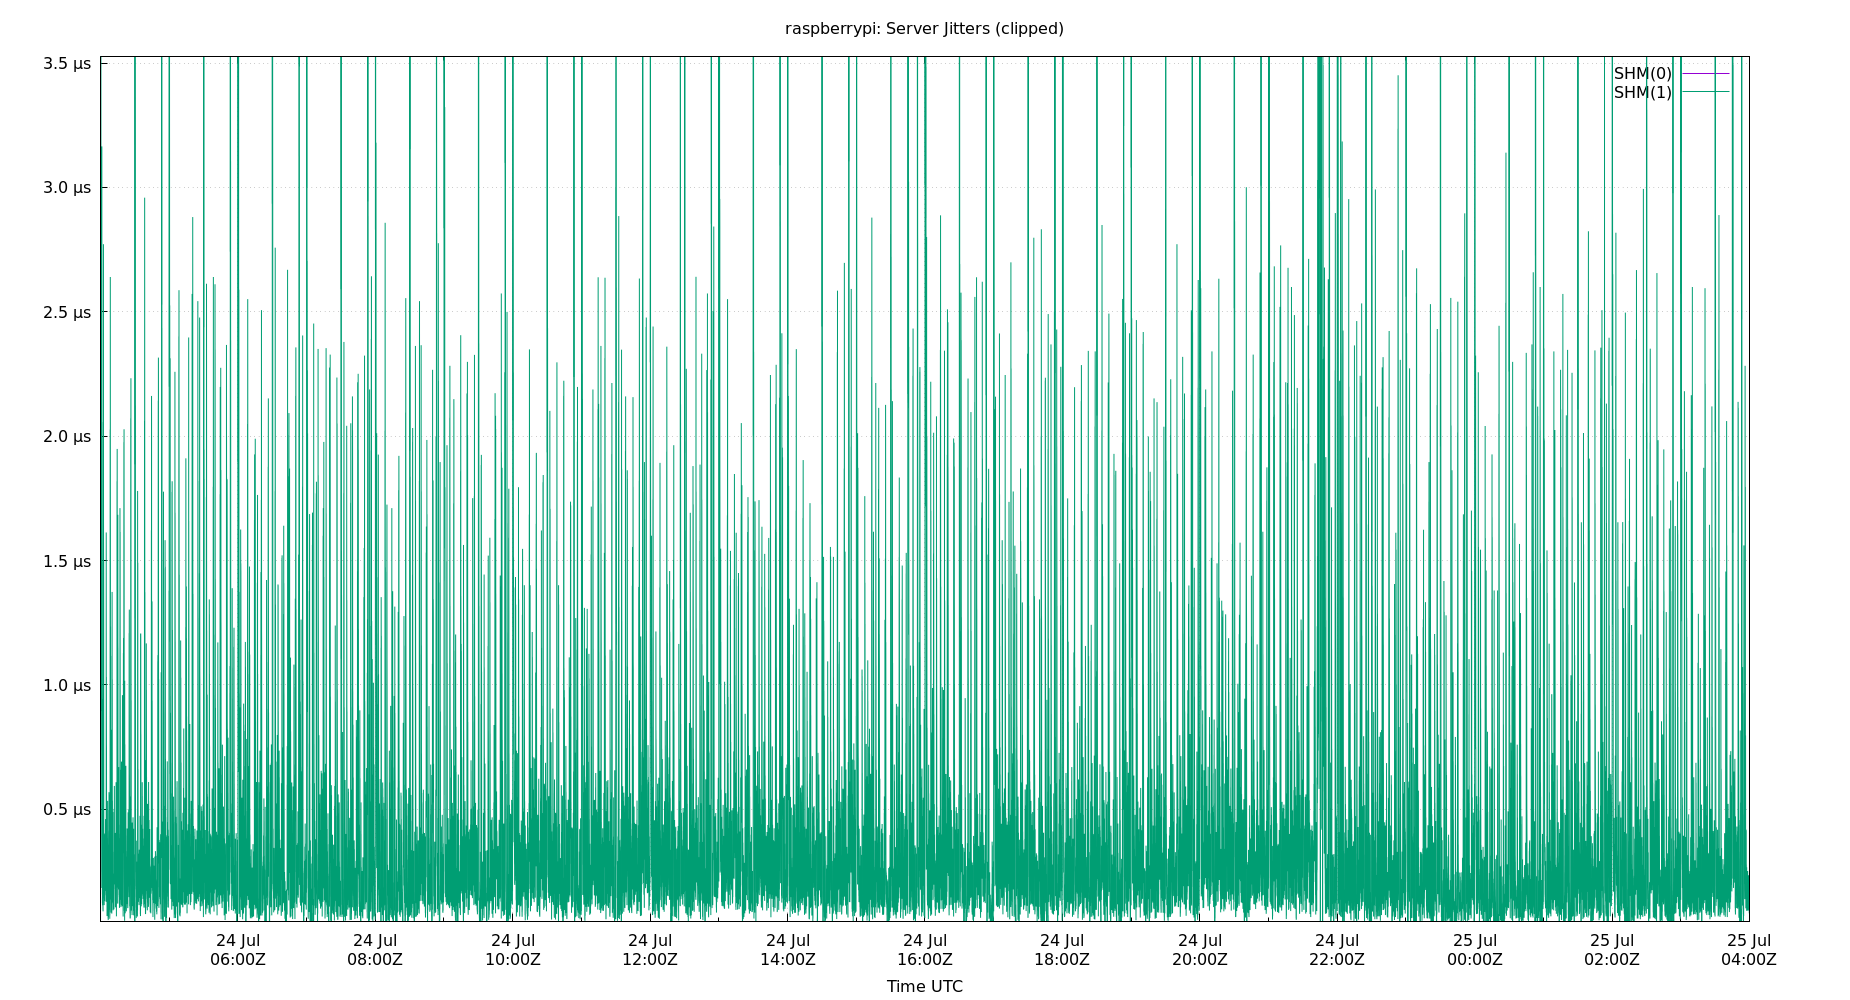 raspberrypi: Server Jitters (clipped)
3.5 µs
3.0 µs
2.5 µs
2.0 µs
1.5 µs
1.0 µs
0.5 µs
SHM(0)
SHM(1)
24 Jul 24 Jul 24 Jul 24 Jul 24 Jul 24 Jul 24 Jul 24 Jul 24 Jul 25 Jul 25 Jul 25 Jul
06:00Z 08:00Z 10:00Z 12:00Z 14:00Z 16:00Z 18:00Z 20:00Z 22:00Z 00:00Z 02:00Z 04:00Z
Time UTC